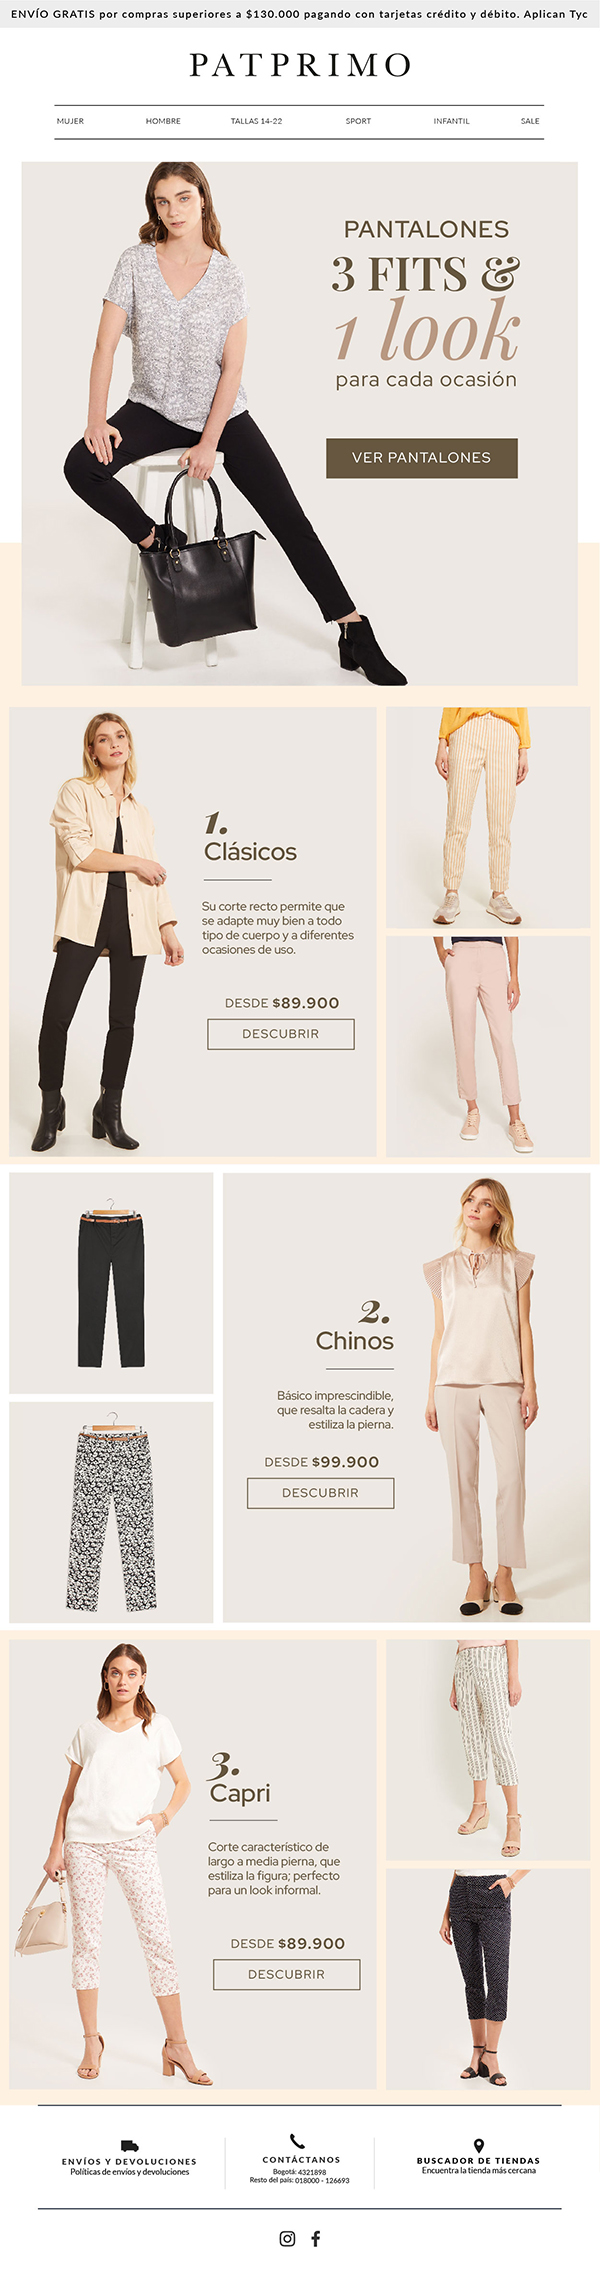 ENVÍO GRATIS por compras superiores a $130.000 pagando con tarjetas crédito y débito. Aplican Tyc
PATPRIMO
MUJER HOMBRE TALLAS 14-22 SPORT INFANTIL SALE
PANTALONES
3 FITS &
1 look
para cada ocasión
VER PANTALONES
1.
Clásicos
Su corte recto permite que
se adapte muy bien a todo
tipo de cuerpo y a diferentes
ocasiones de uso.
DESDE $89.900
DESCUBRIR
2.
Chinos
Básico imprescindible,
que resalta la cadera y
estiliza la pierna.
DESDE $99.900
DESCUBRIR
3.
Capri
Corte característico de
largo a media pierna, que
estiliza la figura; perfecto
para un look informal.
DESDE $89.900
DESCUBRIR
ENVÍOS Y DEVOLUCIONES
Políticas de envíos y devoluciones
CONTÁCTANOS
Bogotá: 4321898
Resto del país: 018000 - 126693
BUSCADOR DE TIENDAS
Encuentra la tienda más cercana